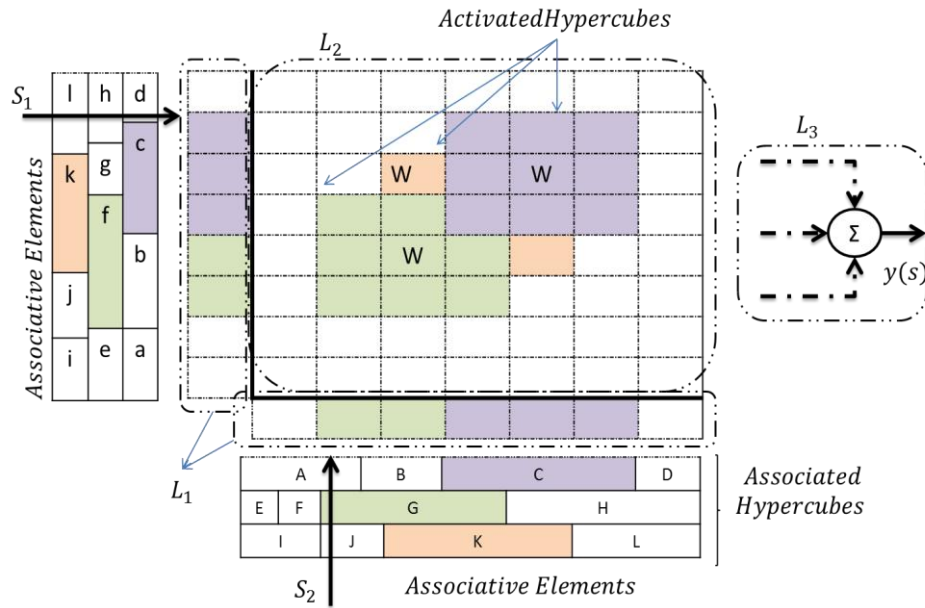 ActivatedHypercubes
L₂
S₁
l h d
c
k g
f
b
j
i e a
Associative Elements
W W
W
L₃
Σ
y(s)
L₁
A B C D
E F G H
I J K L
Associated
Hypercubes
S₂
Associative Elements